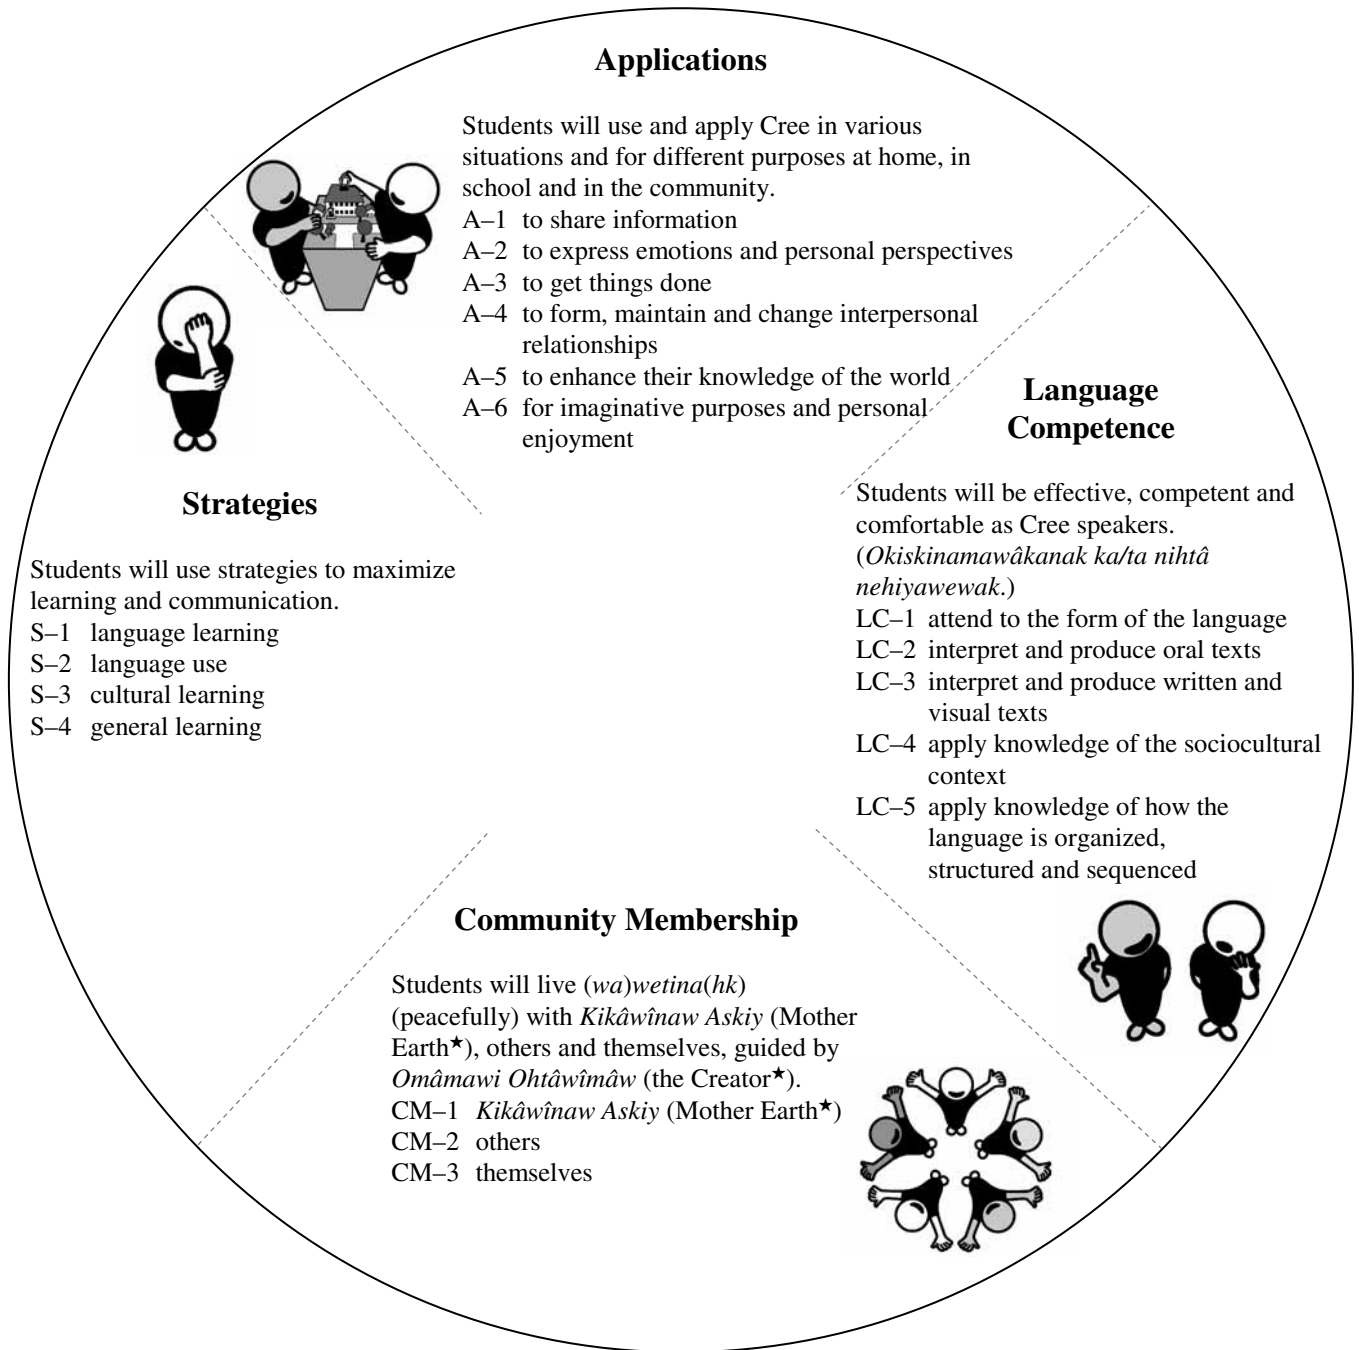 Applications
Students will use and apply Cree in various
situations and for different purposes at home, in
school and in the community.
A–1 to share information
A–2 to express emotions and personal perspectives
A–3 to get things done
A–4 to form, maintain and change interpersonal
relationships
A–5 to enhance their knowledge of the world
A–6 for imaginative purposes and personal
enjoyment
Language
Competence
Students will be effective, competent and
comfortable as Cree speakers.
(Okiskinamawâkanak ka/ta nihtâ
nehiyawewak.)
LC–1 attend to the form of the language
LC–2 interpret and produce oral texts
LC–3 interpret and produce written and
visual texts
LC–4 apply knowledge of the sociocultural
context
LC–5 apply knowledge of how the
language is organized,
structured and sequenced
Strategies
Students will use strategies to maximize
learning and communication.
S–1 language learning
S–2 language use
S–3 cultural learning
S–4 general learning
Community Membership
Students will live (wa)wetina(hk)
(peacefully) with Kikâwînaw Askiy (Mother
Earth★), others and themselves, guided by
Omâmawi Ohtâwîmâw (the Creator★).
CM–1 Kikâwînaw Askiy (Mother Earth★)
CM–2 others
CM–3 themselves